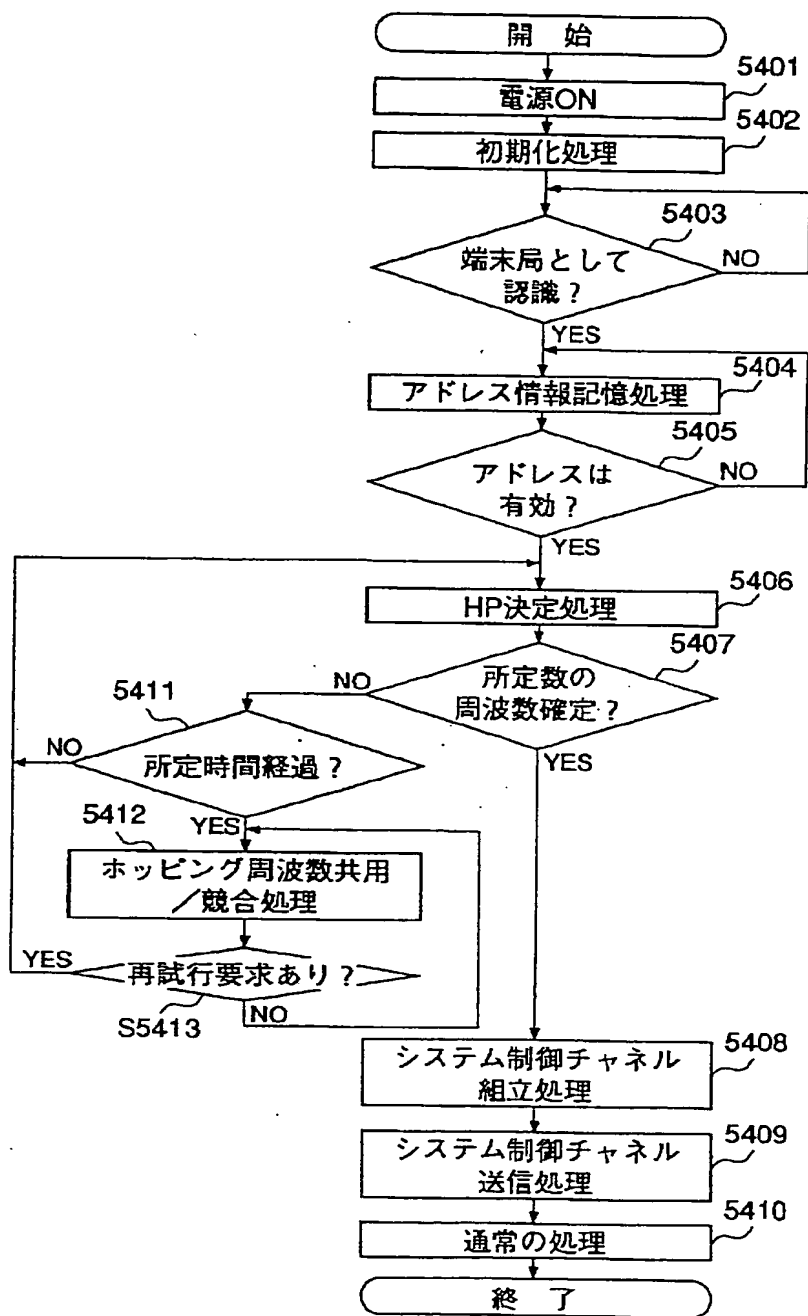 開 始
5401
電源ON
5402
初期化処理
5403
端末局として
認識？
NO
YES
5404
アドレス情報記憶処理
5405
アドレスは
有効？
NO
YES
5406
HP決定処理
5407
所定数の
周波数確定？
NO
YES
5411
所定時間経過？
NO
YES
5412
ホッピング周波数共用
／競合処理
再試行要求あり？
YES
NO
S5413
5408
システム制御チャネル
組立処理
5409
システム制御チャネル
送信処理
5410
通常の処理
終 了